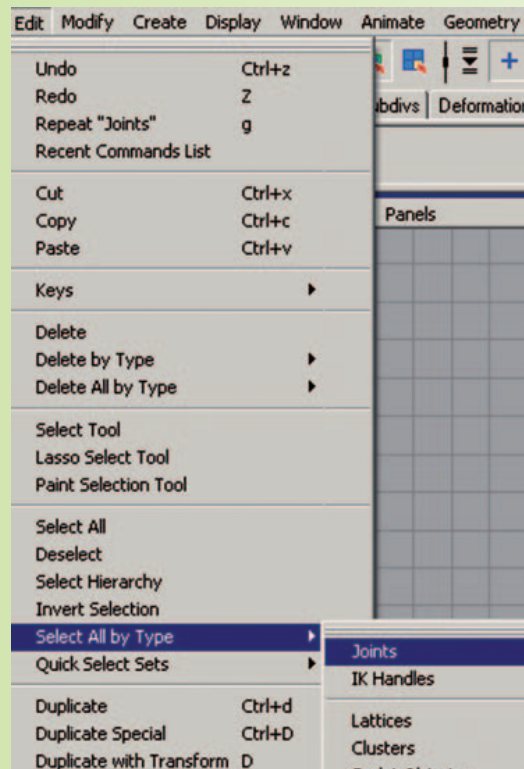 Edit Modify Create Display Window Animate Geometry
Undo Ctrl+z
Redo Z
Repeat "Joints" g
Recent Commands List
Deformation
Cut Ctrl+x
Copy Ctrl+c
Paste Ctrl+v
Panels
Keys
Delete
Delete by Type
Delete All by Type
Select Tool
Lasso Select Tool
Paint Selection Tool
Select All
Deselect
Select Hierarchy
Invert Selection
Select All by Type
Quick Select Sets
Joints
IK Handles
Lattices
Clusters
Duplicate Ctrl+d
Duplicate Special Ctrl+D
Duplicate with Transform D